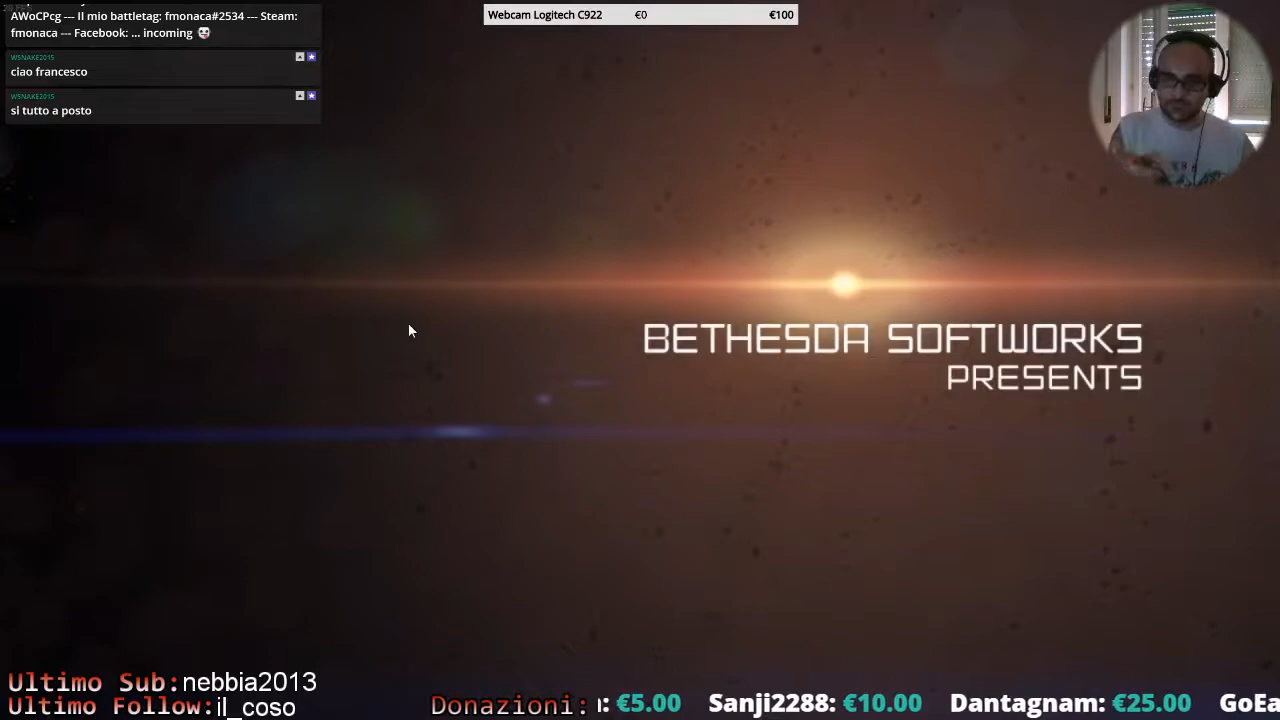 AWoCPcg --- Il mio battletag: fmonaca#2534 --- Steam:
fmonaca --- Facebook: ... incoming
WSNAKE2015
ciao francesco
WSNAKE2015
si tutto a posto
Webcam Logitech C922 €0 €100
BETHESDA SOFTWORKS
PRESENTS
Ultimo Sub:nebbia2013
Ultimo Follow:il_coso
Donazioni: : €5.00 Sanji2288: €10.00 Dantagnam: €25.00 GoEa